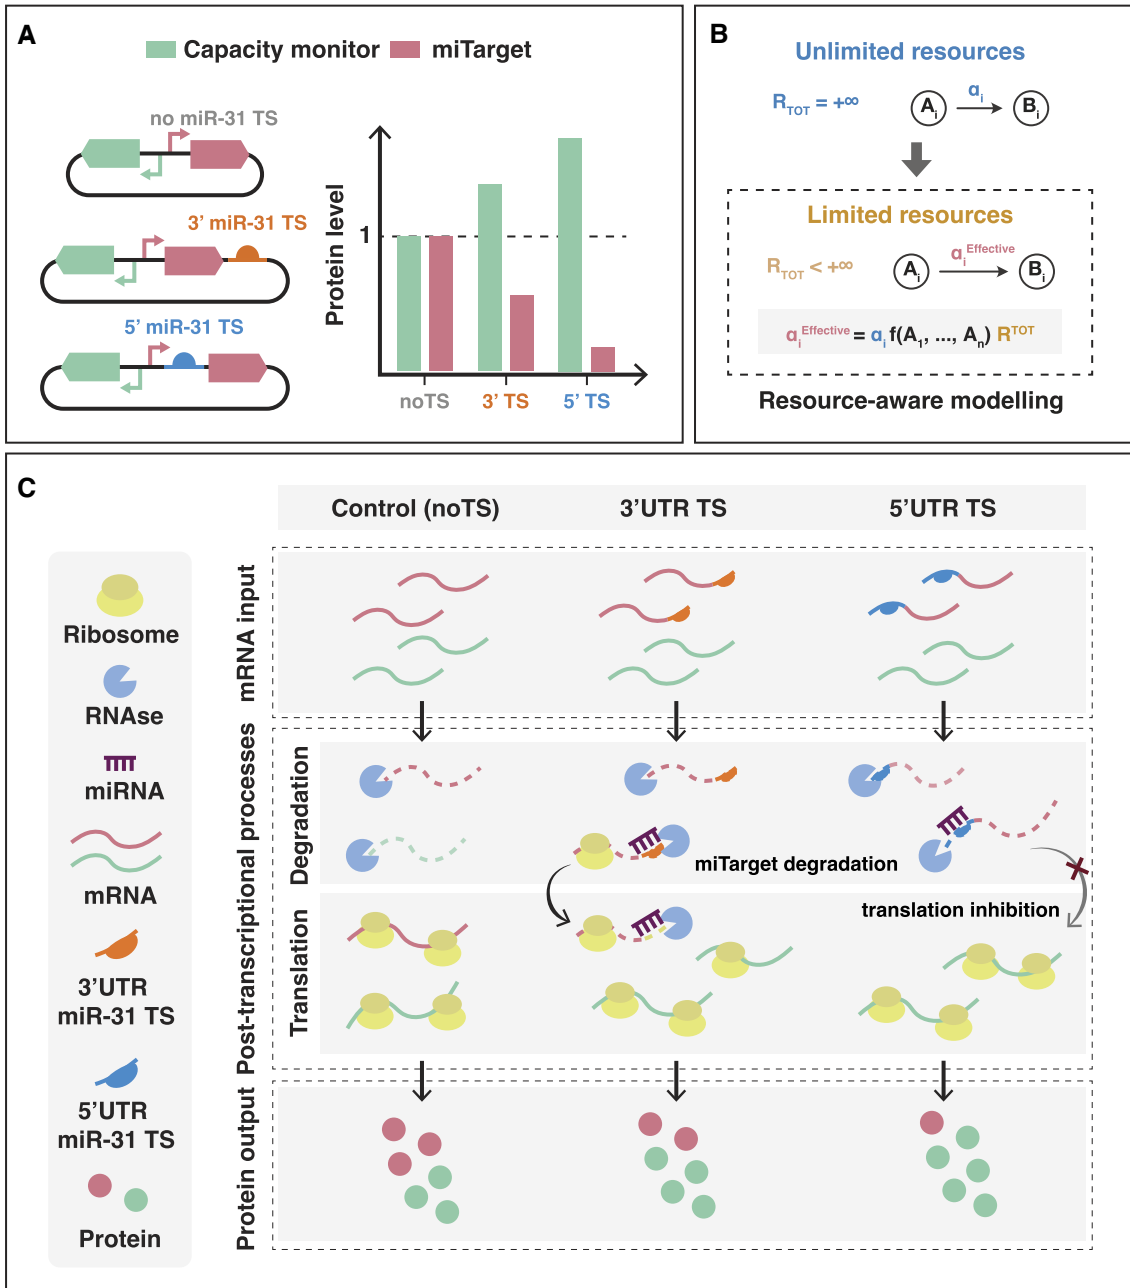 A
Capacity monitor
miTarget
no miR-31 TS
3’ miR-31 TS
5’ miR-31 TS
Protein level
1
noTS
3’ TS
5’ TS
B
Unlimited resources
R_TOT = +∞
A_i
α_i
B_i
Limited resources
R_TOT < +∞
A_i
α_i^Effective
B_i
α_i^Effective = α_i f(A_1, ..., A_n) R^TOT
Resource-aware modelling
C
Control (noTS)
3’UTR TS
5’UTR TS
Ribosome
RNAse
miRNA
mRNA
3’UTR
miR-31 TS
5’UTR
miR-31 TS
Protein
mRNA input
Post-transcriptional processes
Degradation
miTarget degradation
Translation
translation inhibition
Protein output